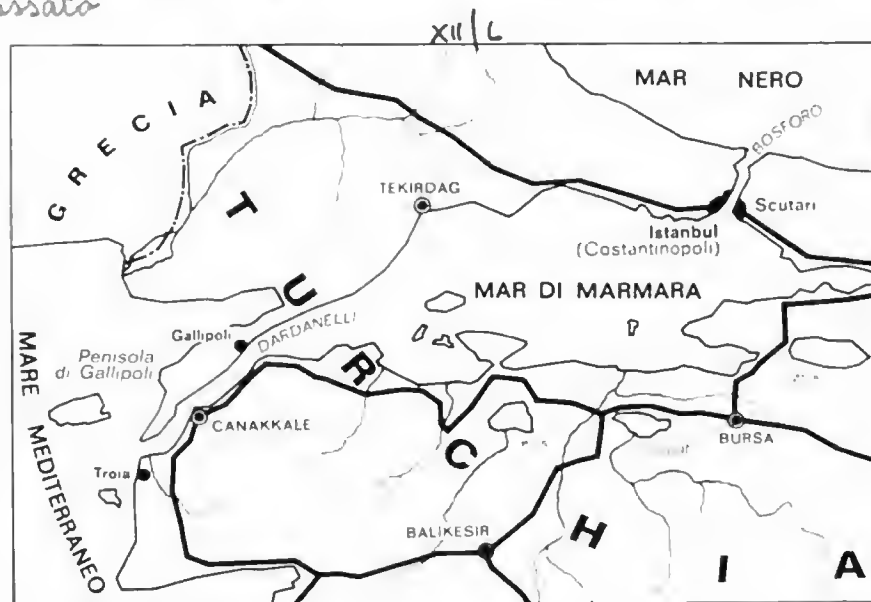 XII/L
MAR NERO
GRECIA
BOSFORO
TEKIRDAG
Scutari
Istanbul
(Costantinopoli)
TURCHIA
MAR DI MARMARA
Gallipoli
DARDANELLI
Penisola
di Gallipoli
MARE MEDITERRANEO
CANAKKALE
BURSA
Troia
BALIKESIR